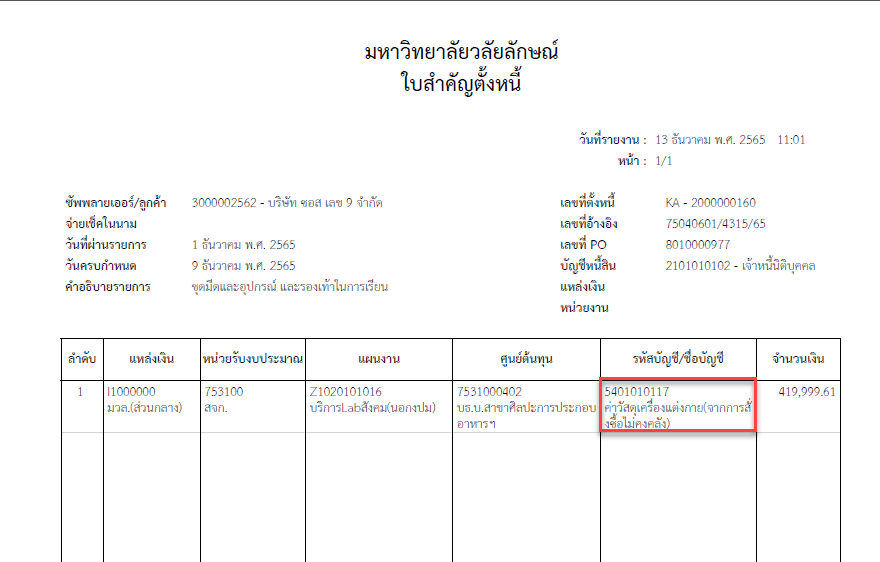 มหาวิทยาลัยวลัยลักษณ์
ใบสำคัญตั้งหนี้
วันที่รายงาน : 13 ธันวาคม พ.ศ. 2565 11:01
หน้า : 1/1
ซัพพลายเออร์/ลูกค้า 3000002562 - บริษัท ซอส เลข 9 จำกัด เลขที่ตั้งหนี้ KA - 2000000160
จ่ายเช็คในนาม เลขที่อ้างอิง 75040601/4315/65
วันที่ผ่านรายการ 1 ธันวาคม พ.ศ. 2565 เลขที่ PO 8010000977
วันครบกำหนด 9 ธันวาคม พ.ศ. 2565 บัญชีหนี้สิน 2101010102 - เจ้าหนี้นิติบุคคล
คำอธิบายรายการ ชุดมีดและอุปกรณ์ และรองเท้าในการเรียน แหล่งเงิน
หน่วยงาน
ลำดับ แหล่งเงิน หน่วยรับงบประมาณ แผนงาน ศูนย์ต้นทุน รหัสบัญชี/ชื่อบัญชี จำนวนเงิน
1 I1000000 753100 Z1020101016 7531000402 5401010117 419,999.61
มวล.(ส่วนกลาง) สจก. บริการLabสังคม(นอกงปม) บธ.บ.สาขาศิลปะการประกอบ ค่าวัสดุเครื่องแต่งกาย(จากการสั่
อาหารฯ งซื้อไม่คงคลัง)